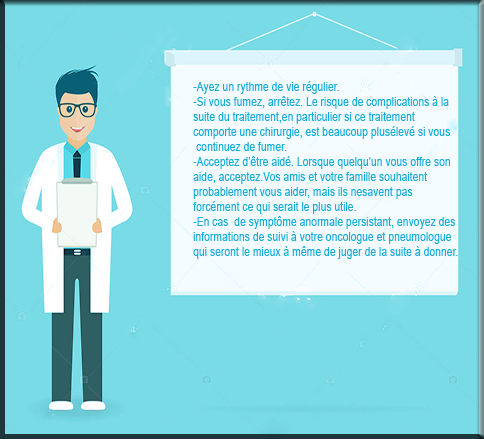 -Ayez un rythme de vie régulier.
-Si vous fumez, arrêtez. Le risque de complications à la
suite du traitement,en particulier si ce traitement
comporte une chirurgie, est beaucoup plusélevé si vous
continuez de fumer.
-Acceptez d'être aidé. Lorsque quelqu'un vous offre son
aide, acceptez.Vos amis et votre famille souhaitent
probablement vous aider, mais ils nesavent pas
forcément ce qui serait le plus utile.
-En cas de symptôme anormale persistant, envoyez des
informations de suivi à votre oncologue et pneumologue
qui seront le mieux à même de juger de la suite à donner.